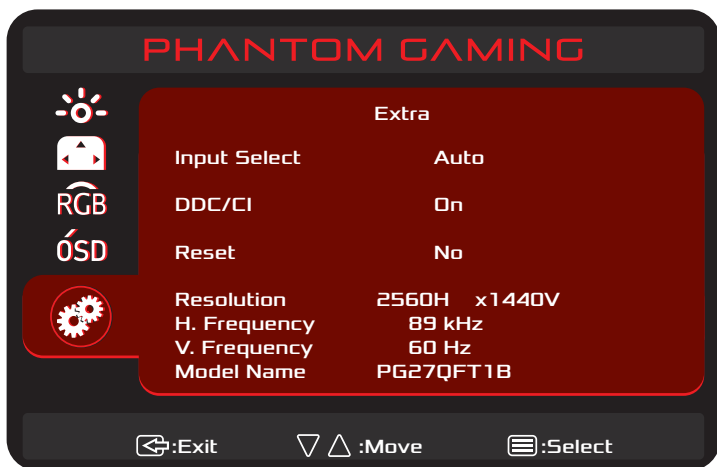 PHANTOM GAMING
Extra
Input Select Auto
DDC/CI On
RGB
OSD
Reset No
Resolution 2560H x1440V
H. Frequency 89 kHz
V. Frequency 60 Hz
Model Name PG27QFT1B
:Exit :Move :Select